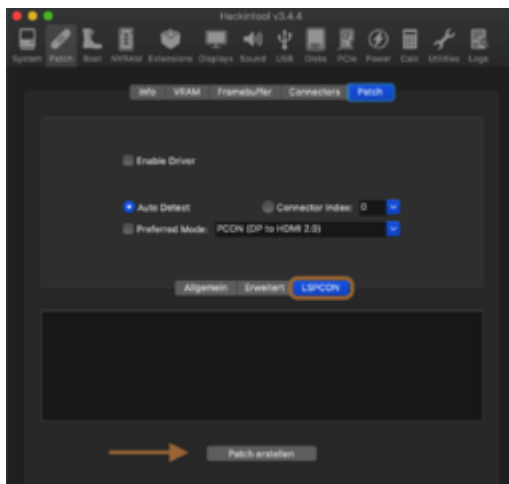 Hackintool v3.4.4
System Patch Boot NVRAM Extensions Displays Sound USB Disks PCIe Power Calc Utilities Logs
Info VRAM Framebuffer Connectors Patch
Enable Driver
Auto Detect Connector Index: 0
Preferred Mode: PCON (DP to HDMI 2.0)
Allgemein Erweitert LSPCON
Patch erstellen